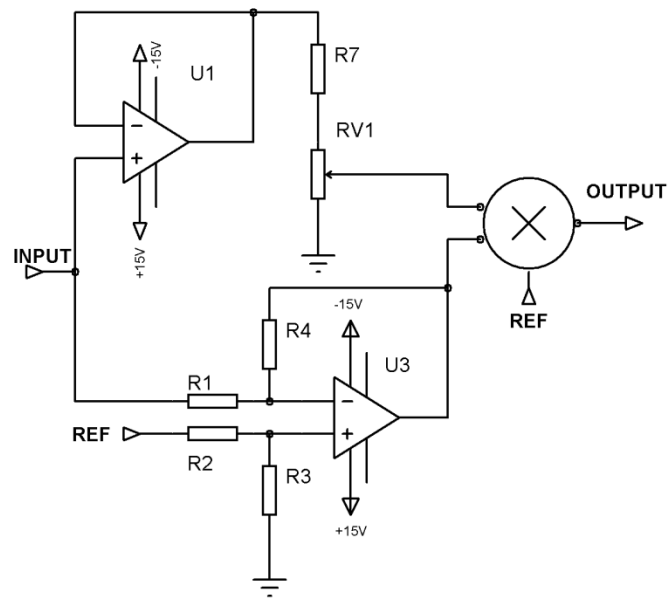 -15V
U1
R7
RV1
−
+
+15V
OUTPUT
INPUT
REF
R4
-15V
U3
R1
−
REF
+
R2
R3
+15V